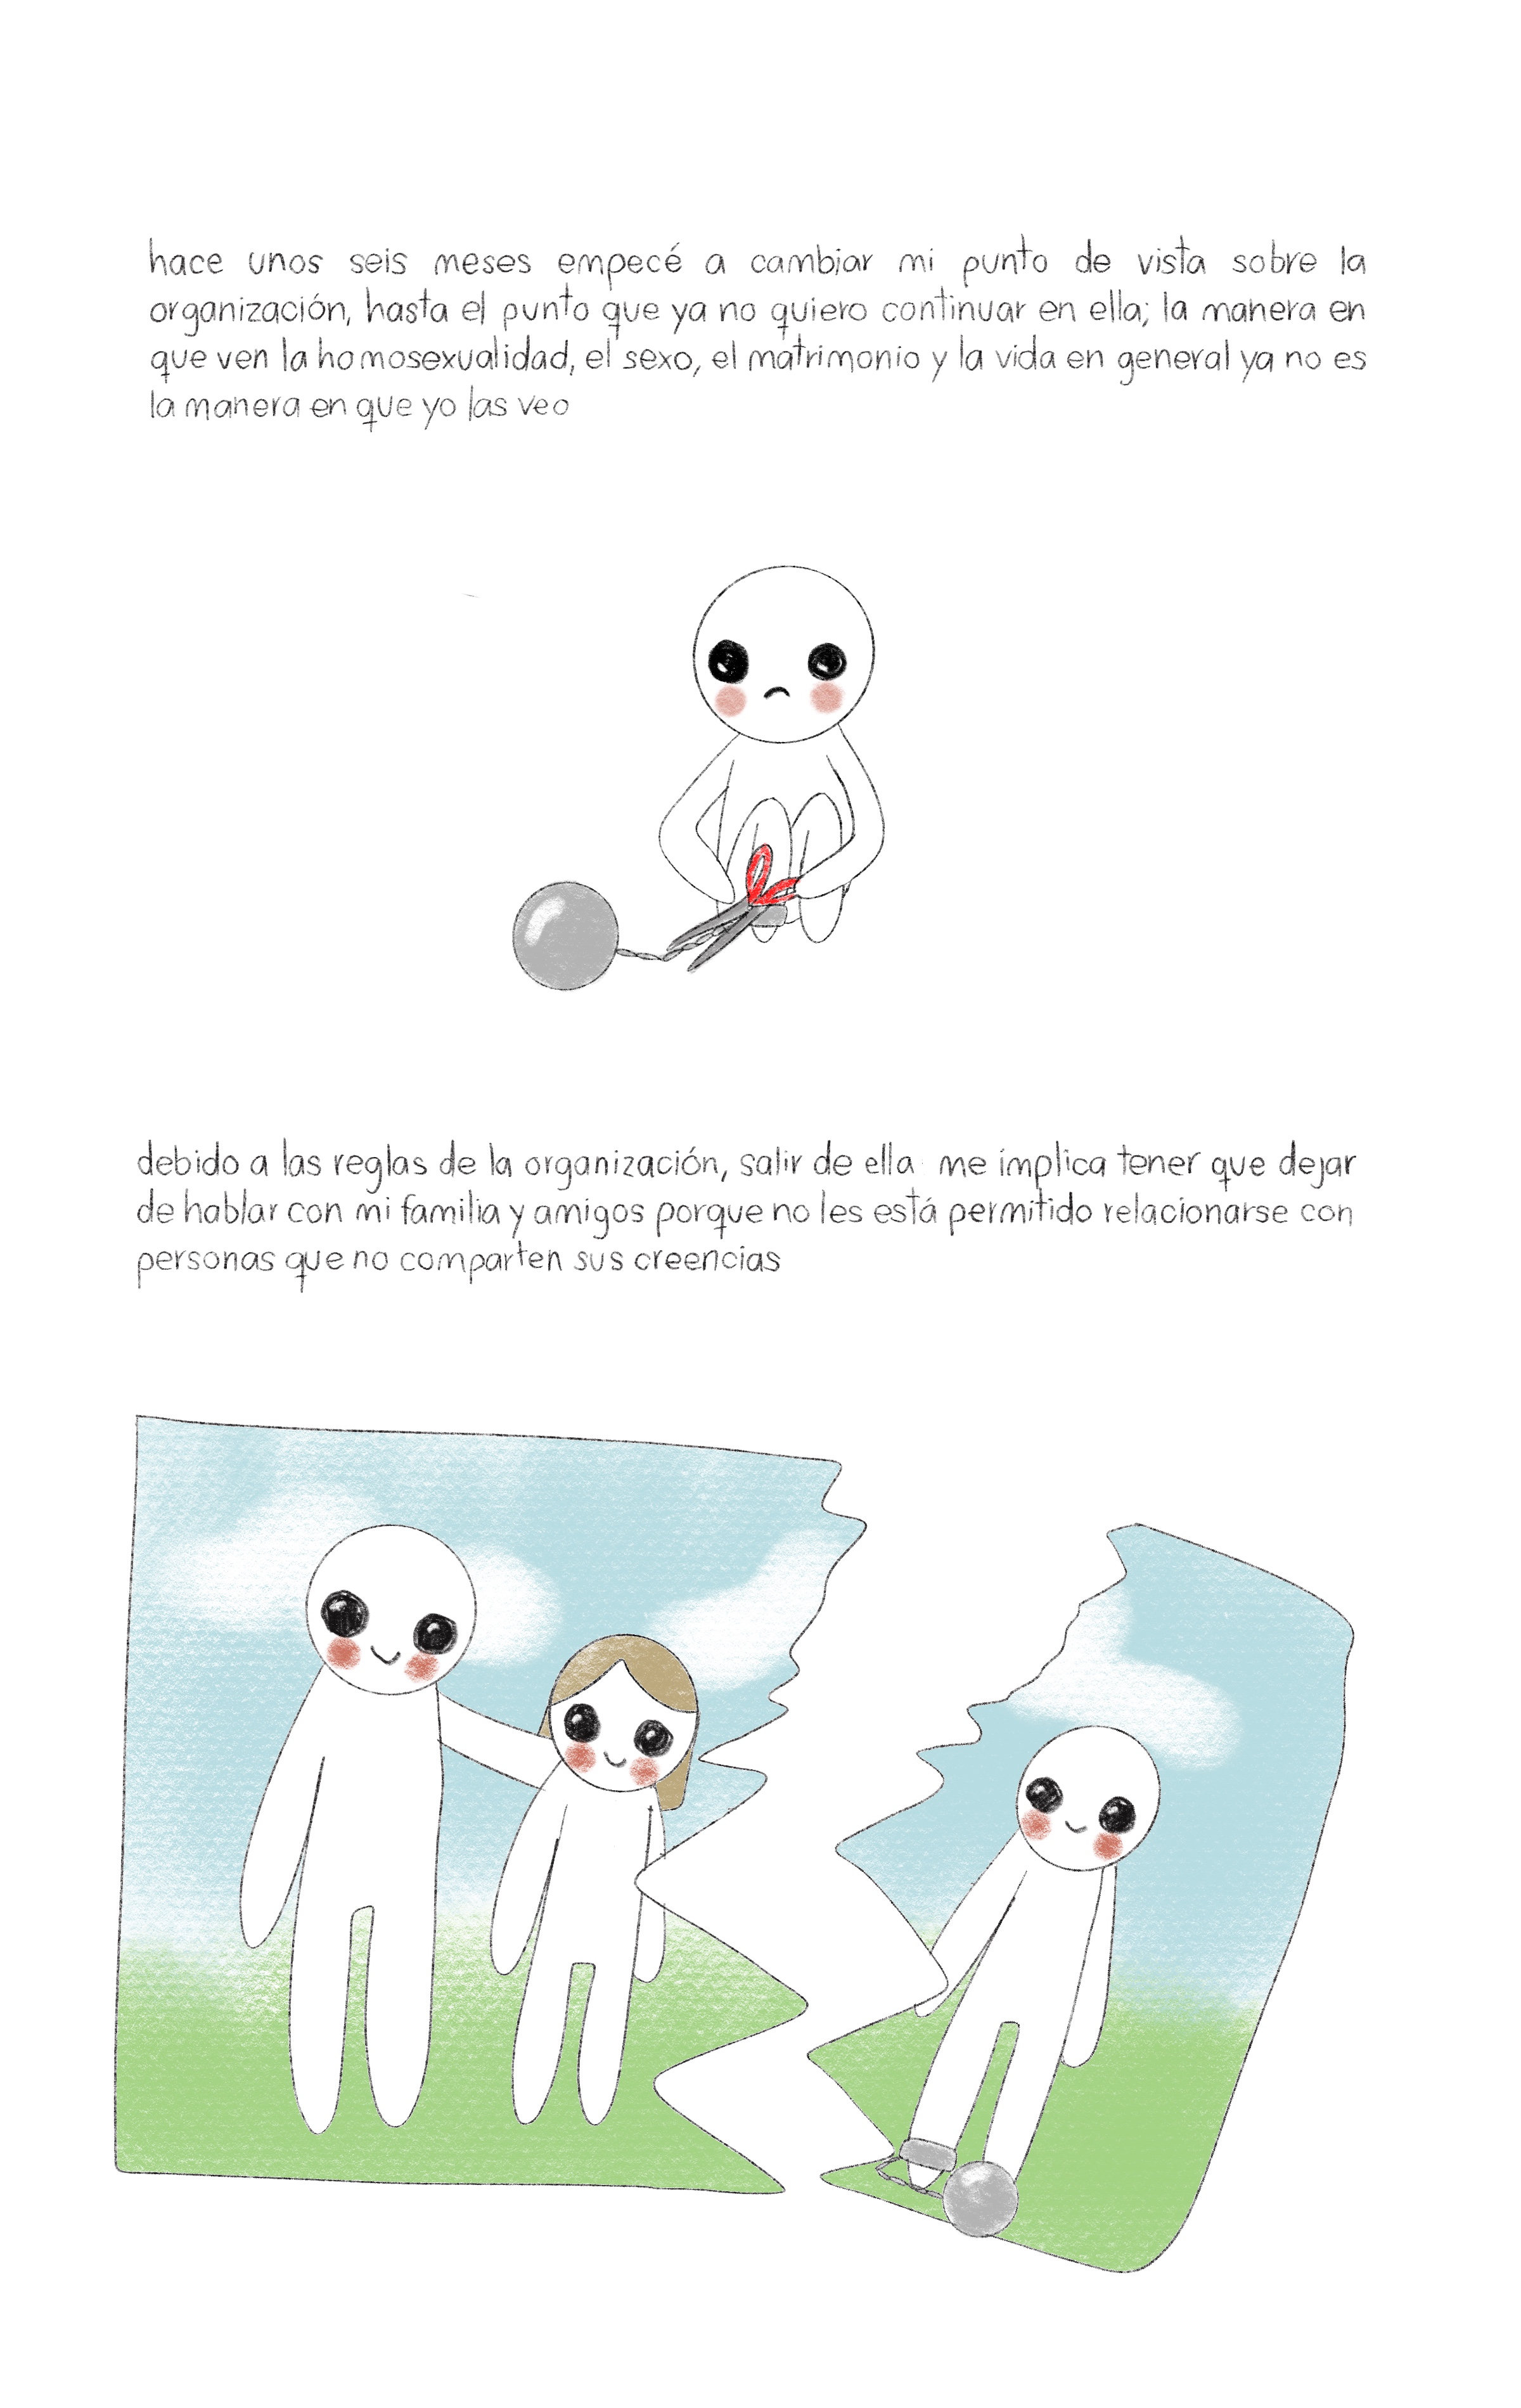 hace unos seis meses empecé a cambiar mi punto de vista sobre la
organización, hasta el punto que ya no quiero continuar en ella; la manera en
que ven la homosexualidad, el sexo, el matrimonio y la vida en general ya no es
la manera en que yo las veo
debido a las reglas de la organización, salir de ella me implica tener que dejar
de hablar con mi familia y amigos porque no les está permitido relacionarse con
personas que no comparten sus creencias